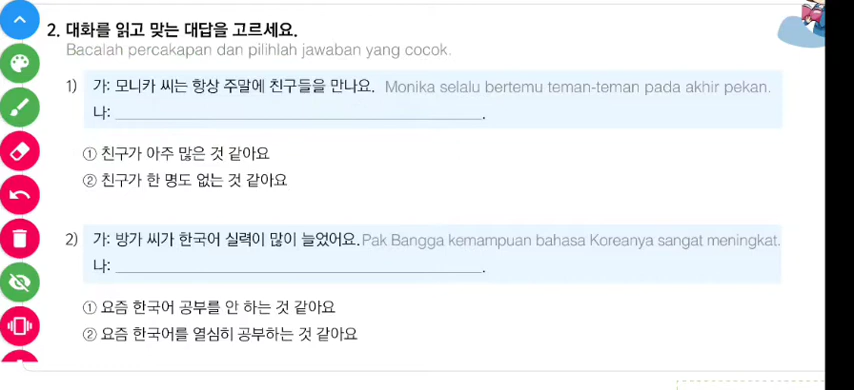 2. 대화를 읽고 맞는 대답을 고르세요.
Bacalah percakapan dan pilihlah jawaban yang cocok.
1) 가: 모니카 씨는 항상 주말에 친구들을 만나요. Monika selalu bertemu teman-teman pada akhir pekan.
나: ______________________________.
① 친구가 아주 많은 것 같아요
② 친구가 한 명도 없는 것 같아요
2) 가: 방가 씨가 한국어 실력이 많이 늘었어요. Pak Bangga kemampuan bahasa Koreanya sangat meningkat.
나: ______________________________.
① 요즘 한국어 공부를 안 하는 것 같아요
② 요즘 한국어를 열심히 공부하는 것 같아요